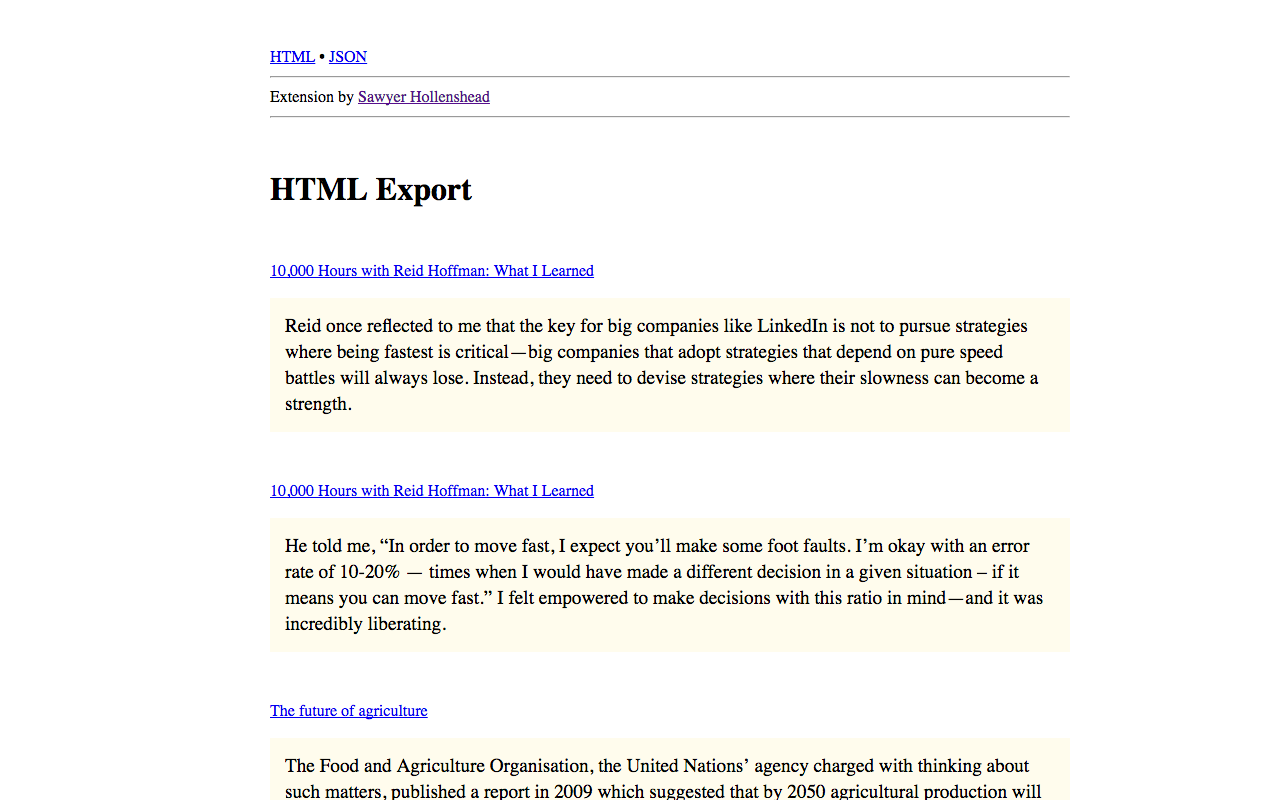 HTML • JSON
Extension by Sawyer Hollenshead
HTML Export
10,000 Hours with Reid Hoffman: What I Learned
Reid once reflected to me that the key for big companies like LinkedIn is not to pursue strategies
where being fastest is critical—big companies that adopt strategies that depend on pure speed
battles will always lose. Instead, they need to devise strategies where their slowness can become a
strength.
10,000 Hours with Reid Hoffman: What I Learned
He told me, “In order to move fast, I expect you’ll make some foot faults. I’m okay with an error
rate of 10-20% — times when I would have made a different decision in a given situation – if it
means you can move fast.” I felt empowered to make decisions with this ratio in mind—and it was
incredibly liberating.
The future of agriculture
The Food and Agriculture Organisation, the United Nations’ agency charged with thinking about
such matters, published a report in 2009 which suggested that by 2050 agricultural production will